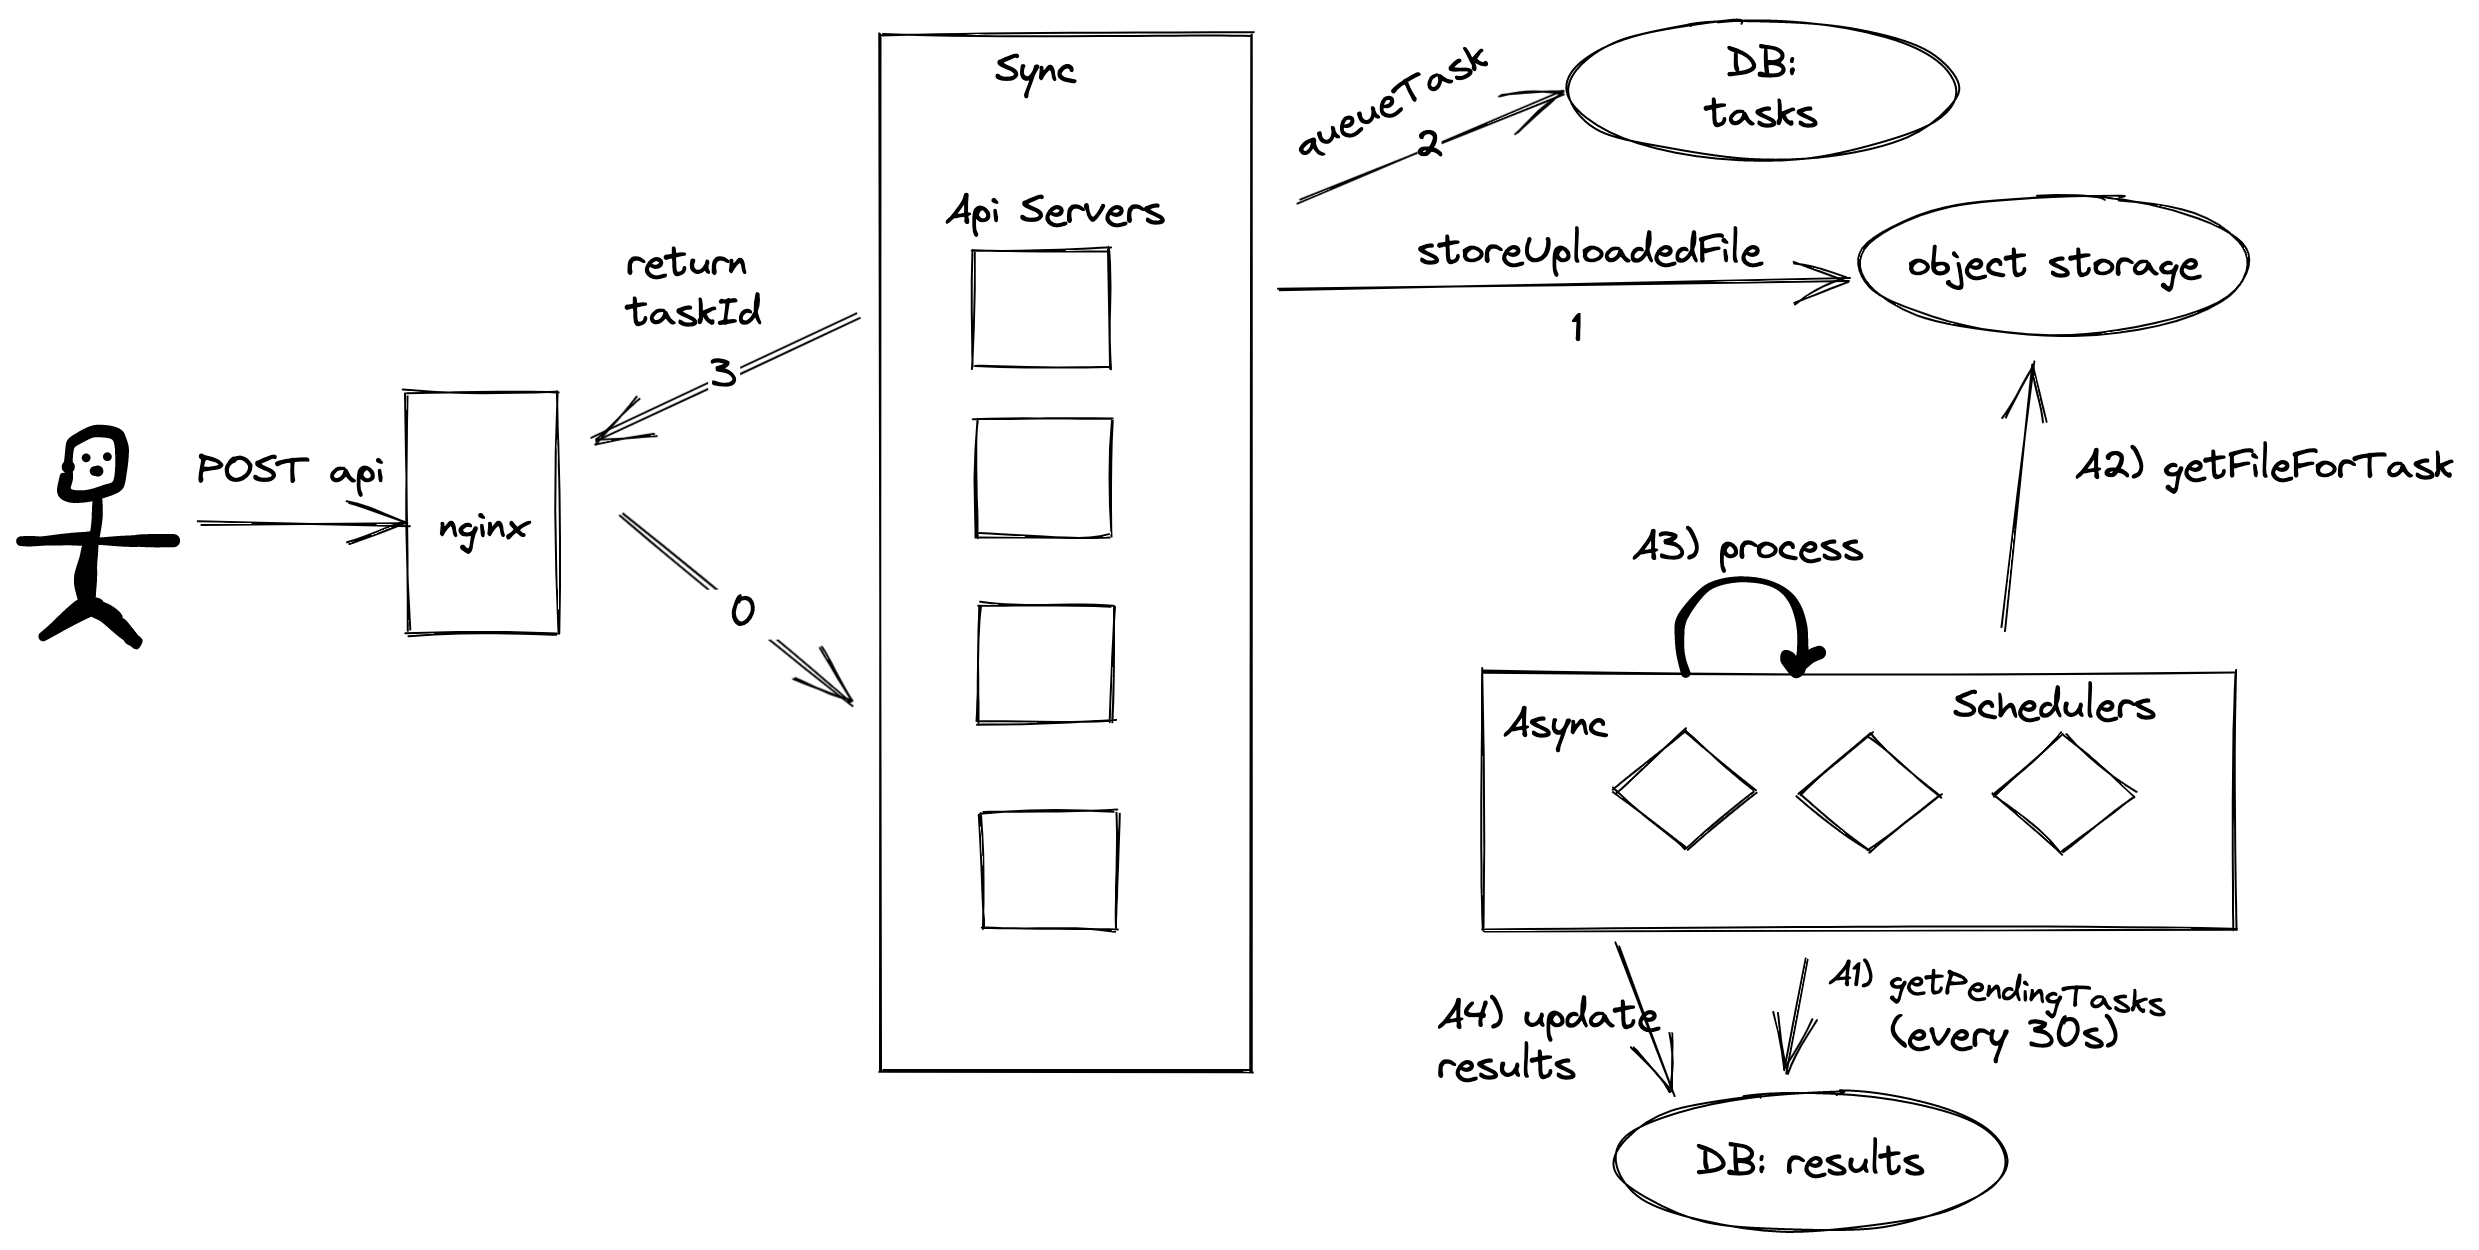 Sync
Api Servers
queueTask
2
DB:
tasks
storeUploadedFile
1
object storage
return
taskId
3
POST api
nginx
0
A2) getFileForTask
A3) process
Async
Schedulers
A4) update
results
A1) getPendingTasks
(every 30s)
DB: results